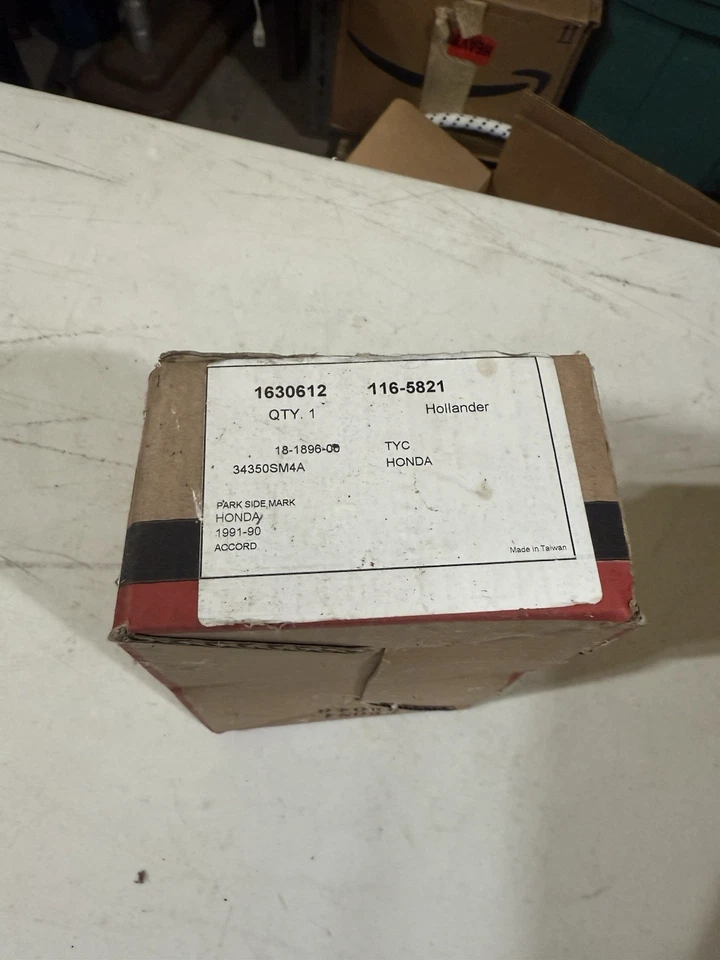 1630612 116-5821
QTY. 1 Hollander
18-1896-00 TYC
34350SM4A HONDA
PARK SIDE MARK
HONDA
1991-90
ACCORD
Made in Taiwan